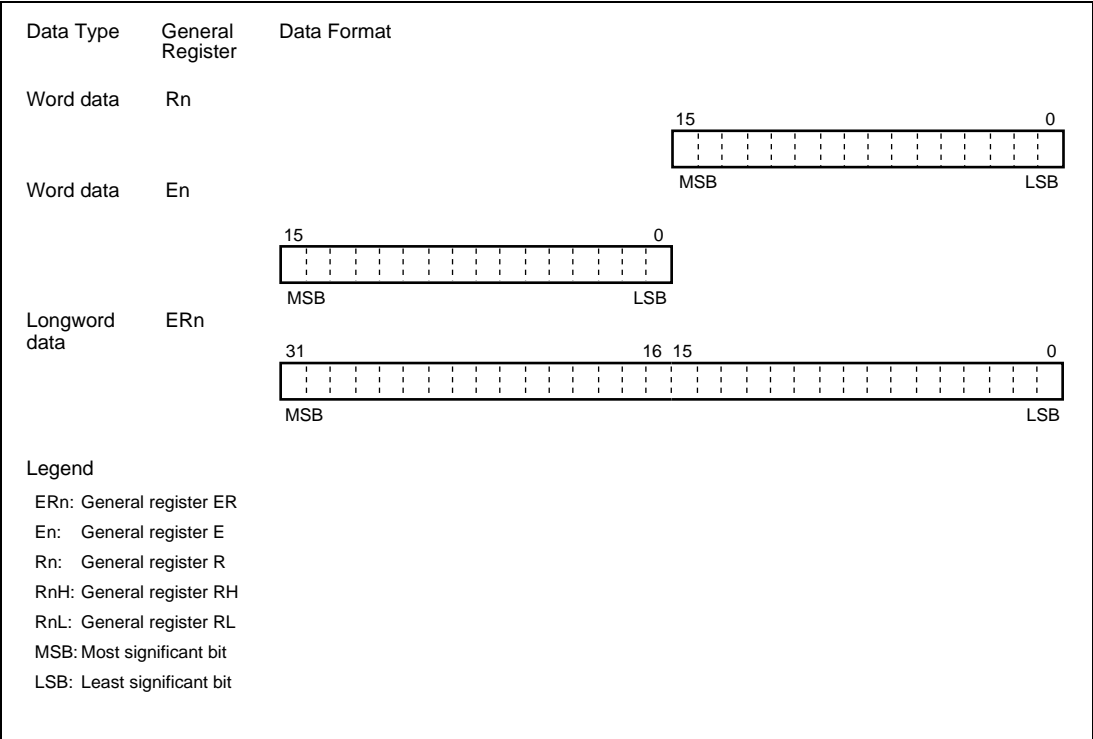 Data Type General Register Data Format
Word data Rn
15 0
MSB LSB
Word data En
15 0
MSB LSB
Longword data ERn
31 16 15 0
MSB LSB
Legend
ERn: General register ER
En: General register E
Rn: General register R
RnH: General register RH
RnL: General register RL
MSB: Most significant bit
LSB: Least significant bit